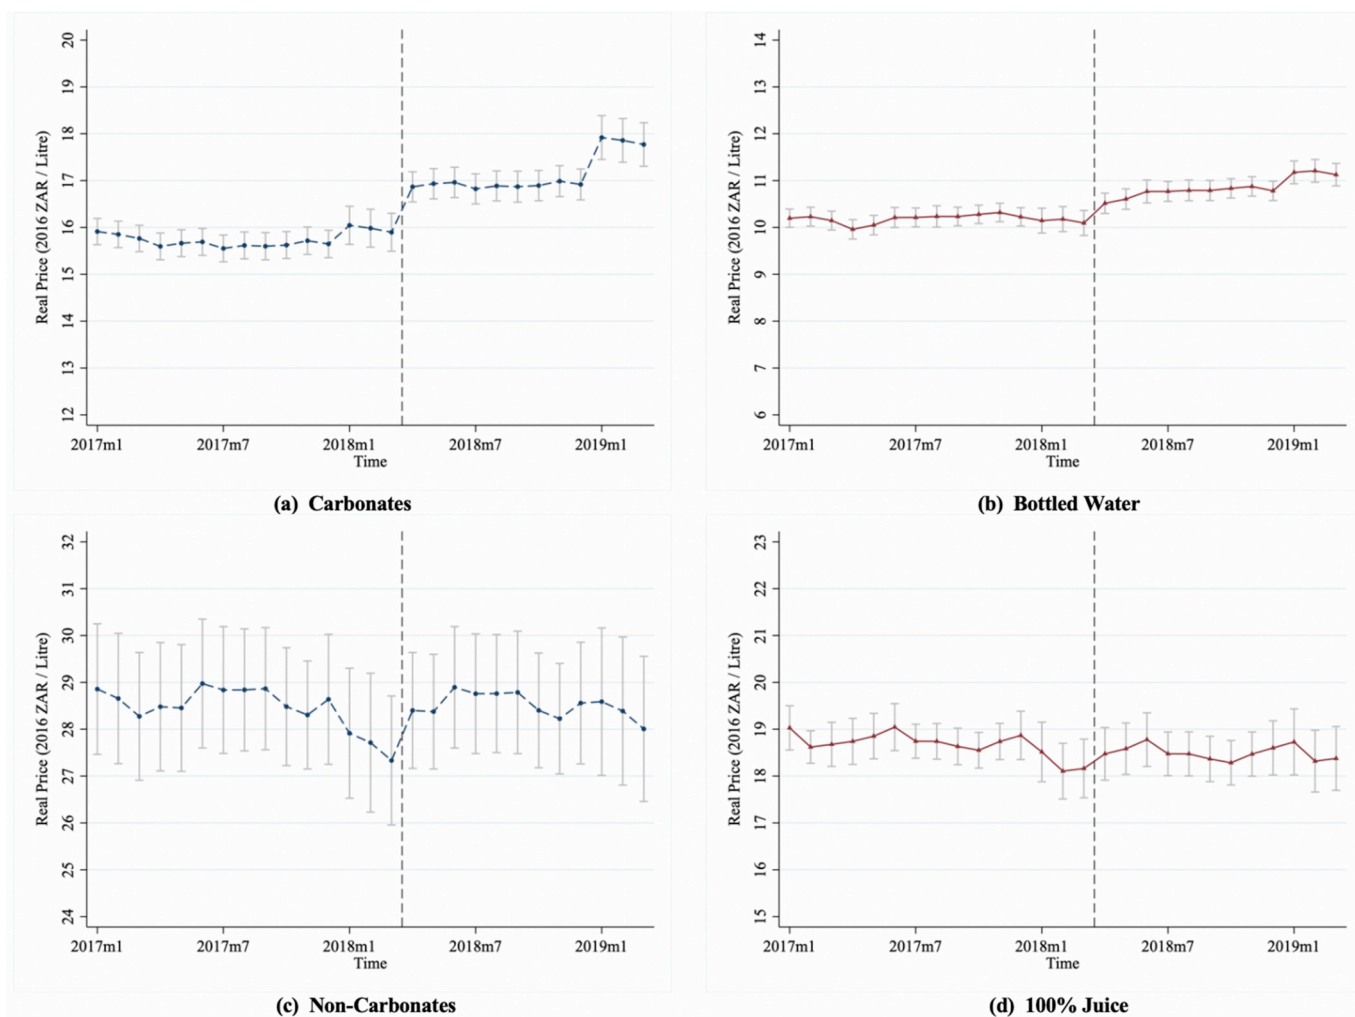 20
19
18
17
16
15
14
13
12
Real Price (2016 ZAR / Litre)
2017m1 2017m7 2018m1 2018m7 2019m1
Time
(a) Carbonates
14
13
12
11
10
9
8
7
6
Real Price (2016 ZAR / Litre)
2017m1 2017m7 2018m1 2018m7 2019m1
Time
(b) Bottled Water
32
31
30
29
28
27
26
25
24
Real Price (2016 ZAR / Litre)
2017m1 2017m7 2018m1 2018m7 2019m1
Time
(c) Non-Carbonates
23
22
21
20
19
18
17
16
15
Real Price (2016 ZAR / Litre)
2017m1 2017m7 2018m1 2018m7 2019m1
Time
(d) 100% Juice